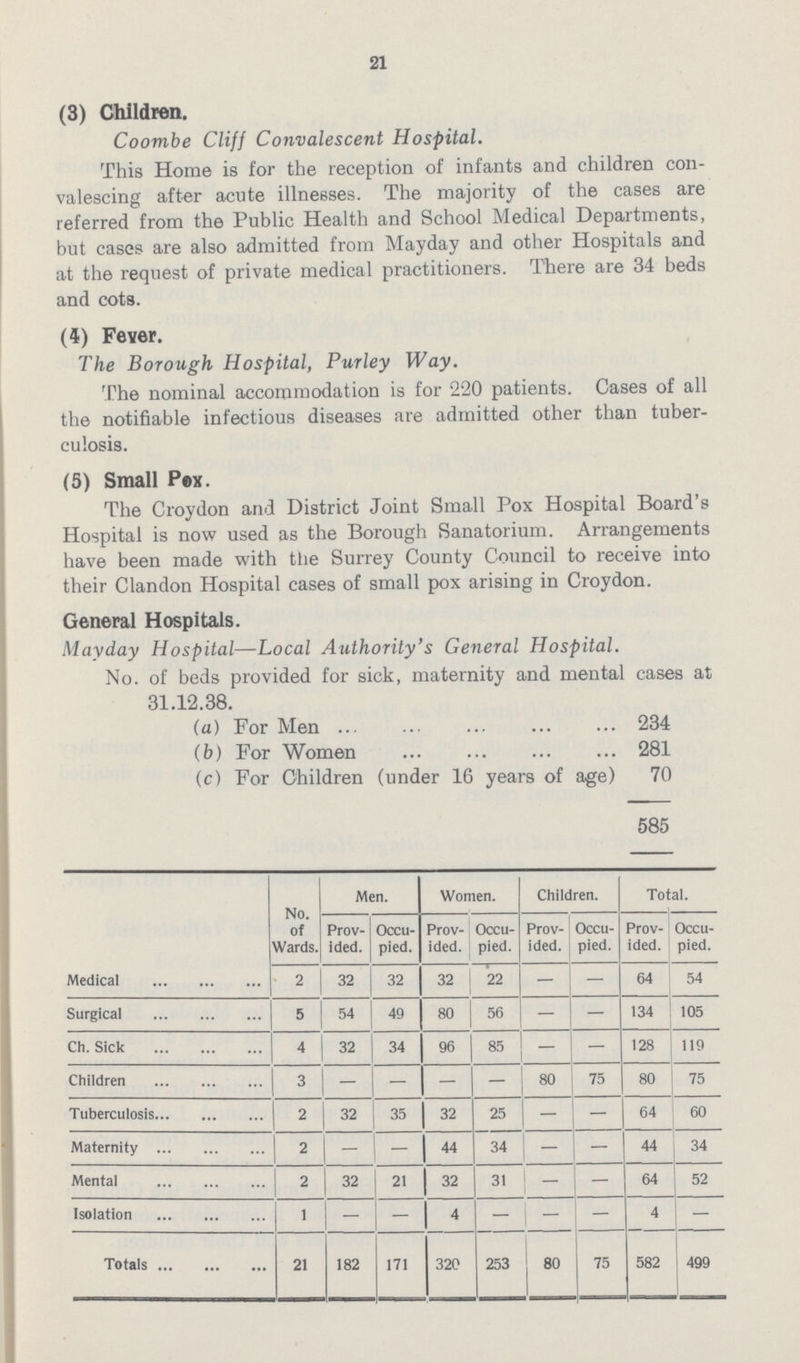 21
(3) Children.
Coombe Cliff Convalescent Hospital.
This Home is for the reception of infants and children con-
valescing after acute illnesses. The majority of the cases are
referred from the Public Health and School Medical Departments,
but cases are also admitted from Mayday and other Hospitals and
at the request of private medical practitioners. There are 34 beds
and cots.
(4) Fever.
The Borough Hospital, Purley Way.
The nominal accommodation is for 220 patients. Cases of all
the notifiable infectious diseases are admitted other than tuber-
culosis.
(5) Small Pox.
The Croydon and District Joint Small Pox Hospital Board's
Hospital is now used as the Borough Sanatorium. Arrangements
have been made with the Surrey County Council to receive into
their Clandon Hospital cases of small pox arising in Croydon.
General Hospitals.
Mayday Hospital—Local Authority's General Hospital.
No. of beds provided for sick, maternity and mental cases at
31.12.38.
(a) For Men ... ... ... ... ... 234
(b) For Women ... ... ... ... 281
(c) For Children (under 16 years of age) 70
585
No. of Wards. Men. Women. Children. Total.
Prov-ided. Occu-pied. Prov-ided. Occu-pied. Prov-ided. Occu-pied. Prov-ided. Occu-pied.
Medical ... ... ... 2 32 32 32 22 — — 64 54
Surgical ... ... ... 5 54 49 80 56 — — 134 105
Ch. Sick ... ... ... 4 32 34 96 85 — — 128 119
Children ... ... ... 3 — — — — 80 75 80 75
Tuberculosis... ... ... 2 32 35 32 25 — — 64 60
Maternity ... ... ... 2 — — 44 34 — — 44 34
Mental ... ... ... 2 32 21 32 31 — — 64 52
Isolation ... ... ... 1 — — 4 — — — 4 —
Totals ... ... ... 21 182 171 320 253 80 75 582 499